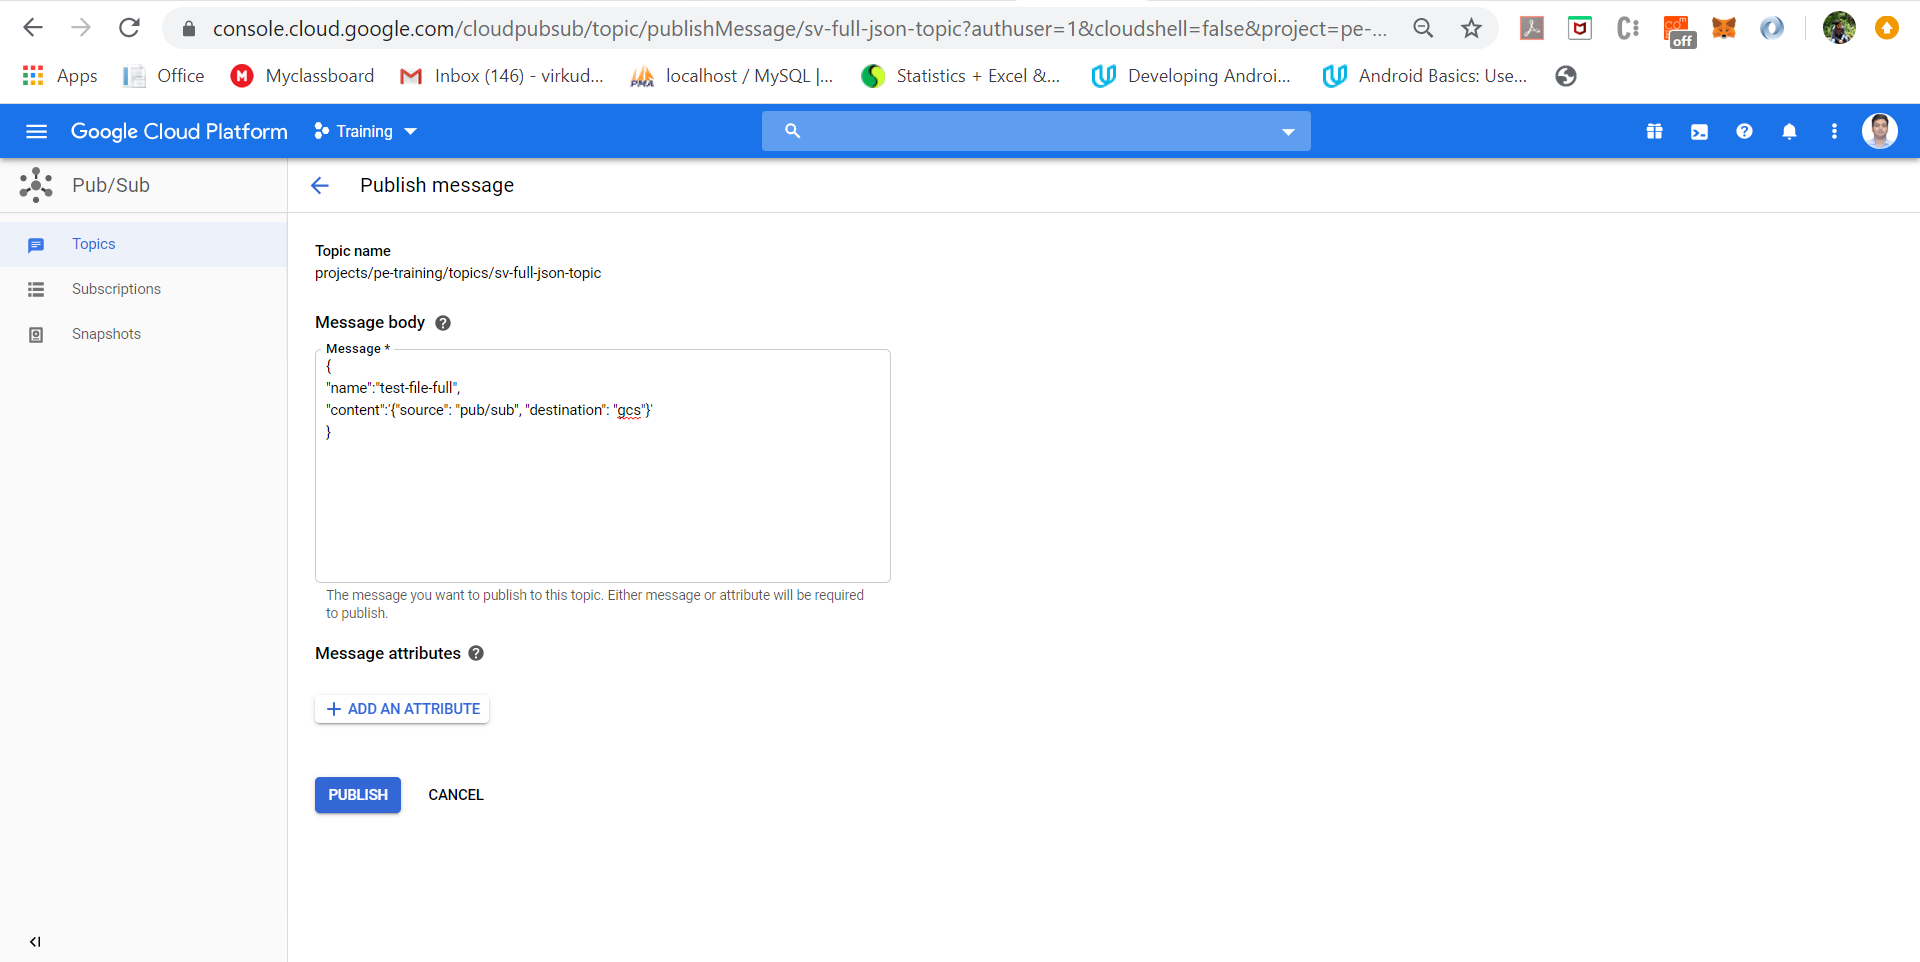 console.cloud.google.com/cloudpubsub/topic/publishMessage/sv-full-json-topic?authuser=1&cloudshell=false&project=pe-...
off
Apps Office Myclassboard Inbox (146) - virkud... localhost / MySQL |... Statistics + Excel &... Developing Androi... Android Basics: Use...
Google Cloud Platform Training
Pub/Sub
Publish message
Topics
Subscriptions
Snapshots
Topic name
projects/pe-training/topics/sv-full-json-topic
Message body
Message *
{
"name":"test-file-full",
"content":'{"source": "pub/sub", "destination": "gcs"}'
}
The message you want to publish to this topic. Either message or attribute will be required
to publish.
Message attributes
ADD AN ATTRIBUTE
PUBLISH CANCEL